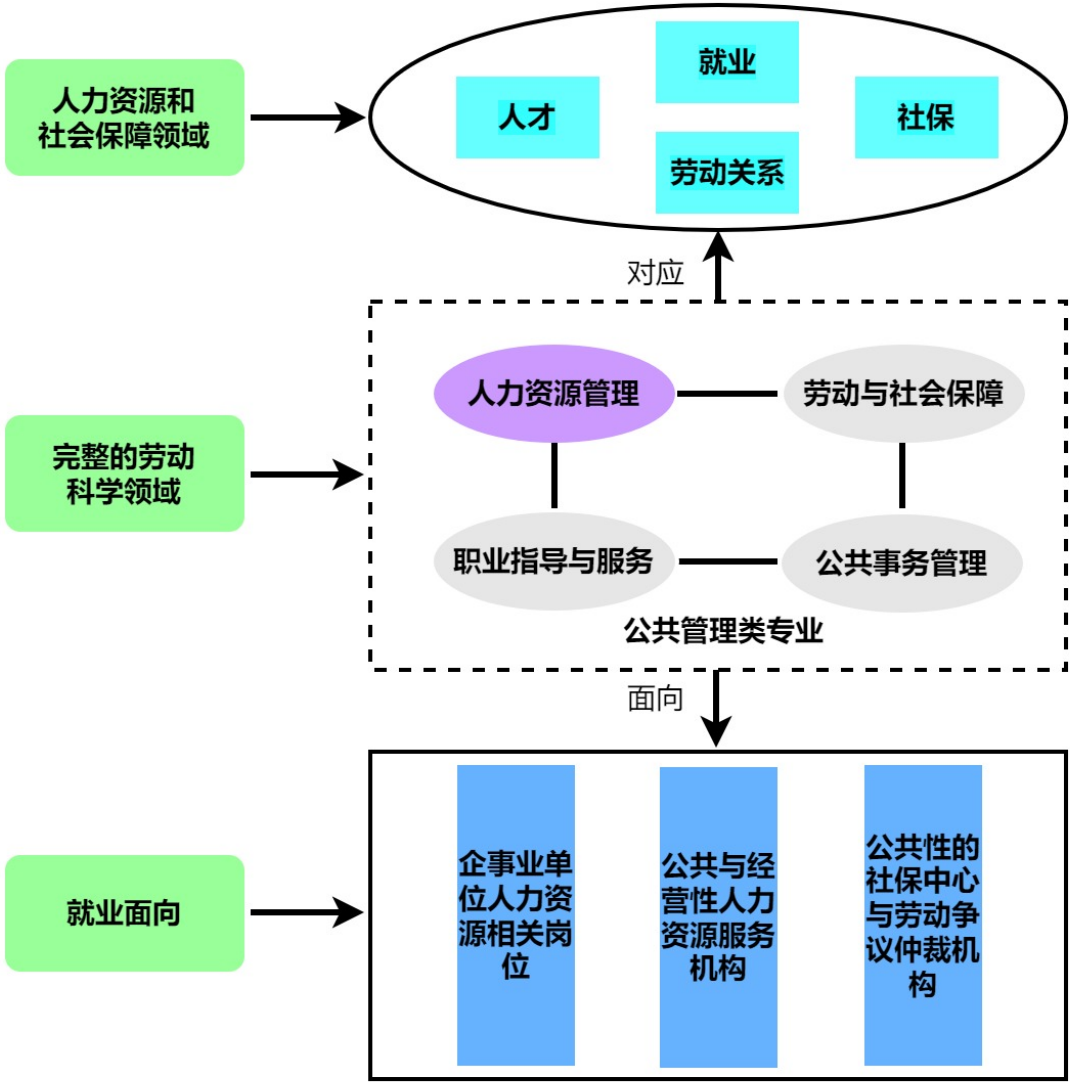 人力资源和
社会保障领域
就业
人才
社保
劳动关系
对应
完整的劳动
科学领域
人力资源管理
劳动与社会保障
职业指导与服务
公共事务管理
公共管理类专业
面向
就业面向
企事业单
位人力资
源相关岗
位
公共与经
营性人力
资源服务
机构
公共性的
社保中心
与劳动争
议仲裁机
构